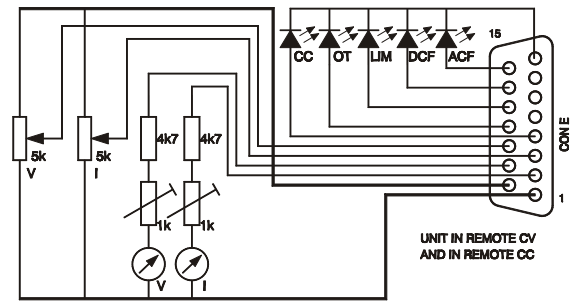 15
CC OT LIM DCF ACF
CON E
5k 5k 4k7 4k7
V I
1k 1k
1
V I
UNIT IN REMOTE CV
AND IN REMOTE CC